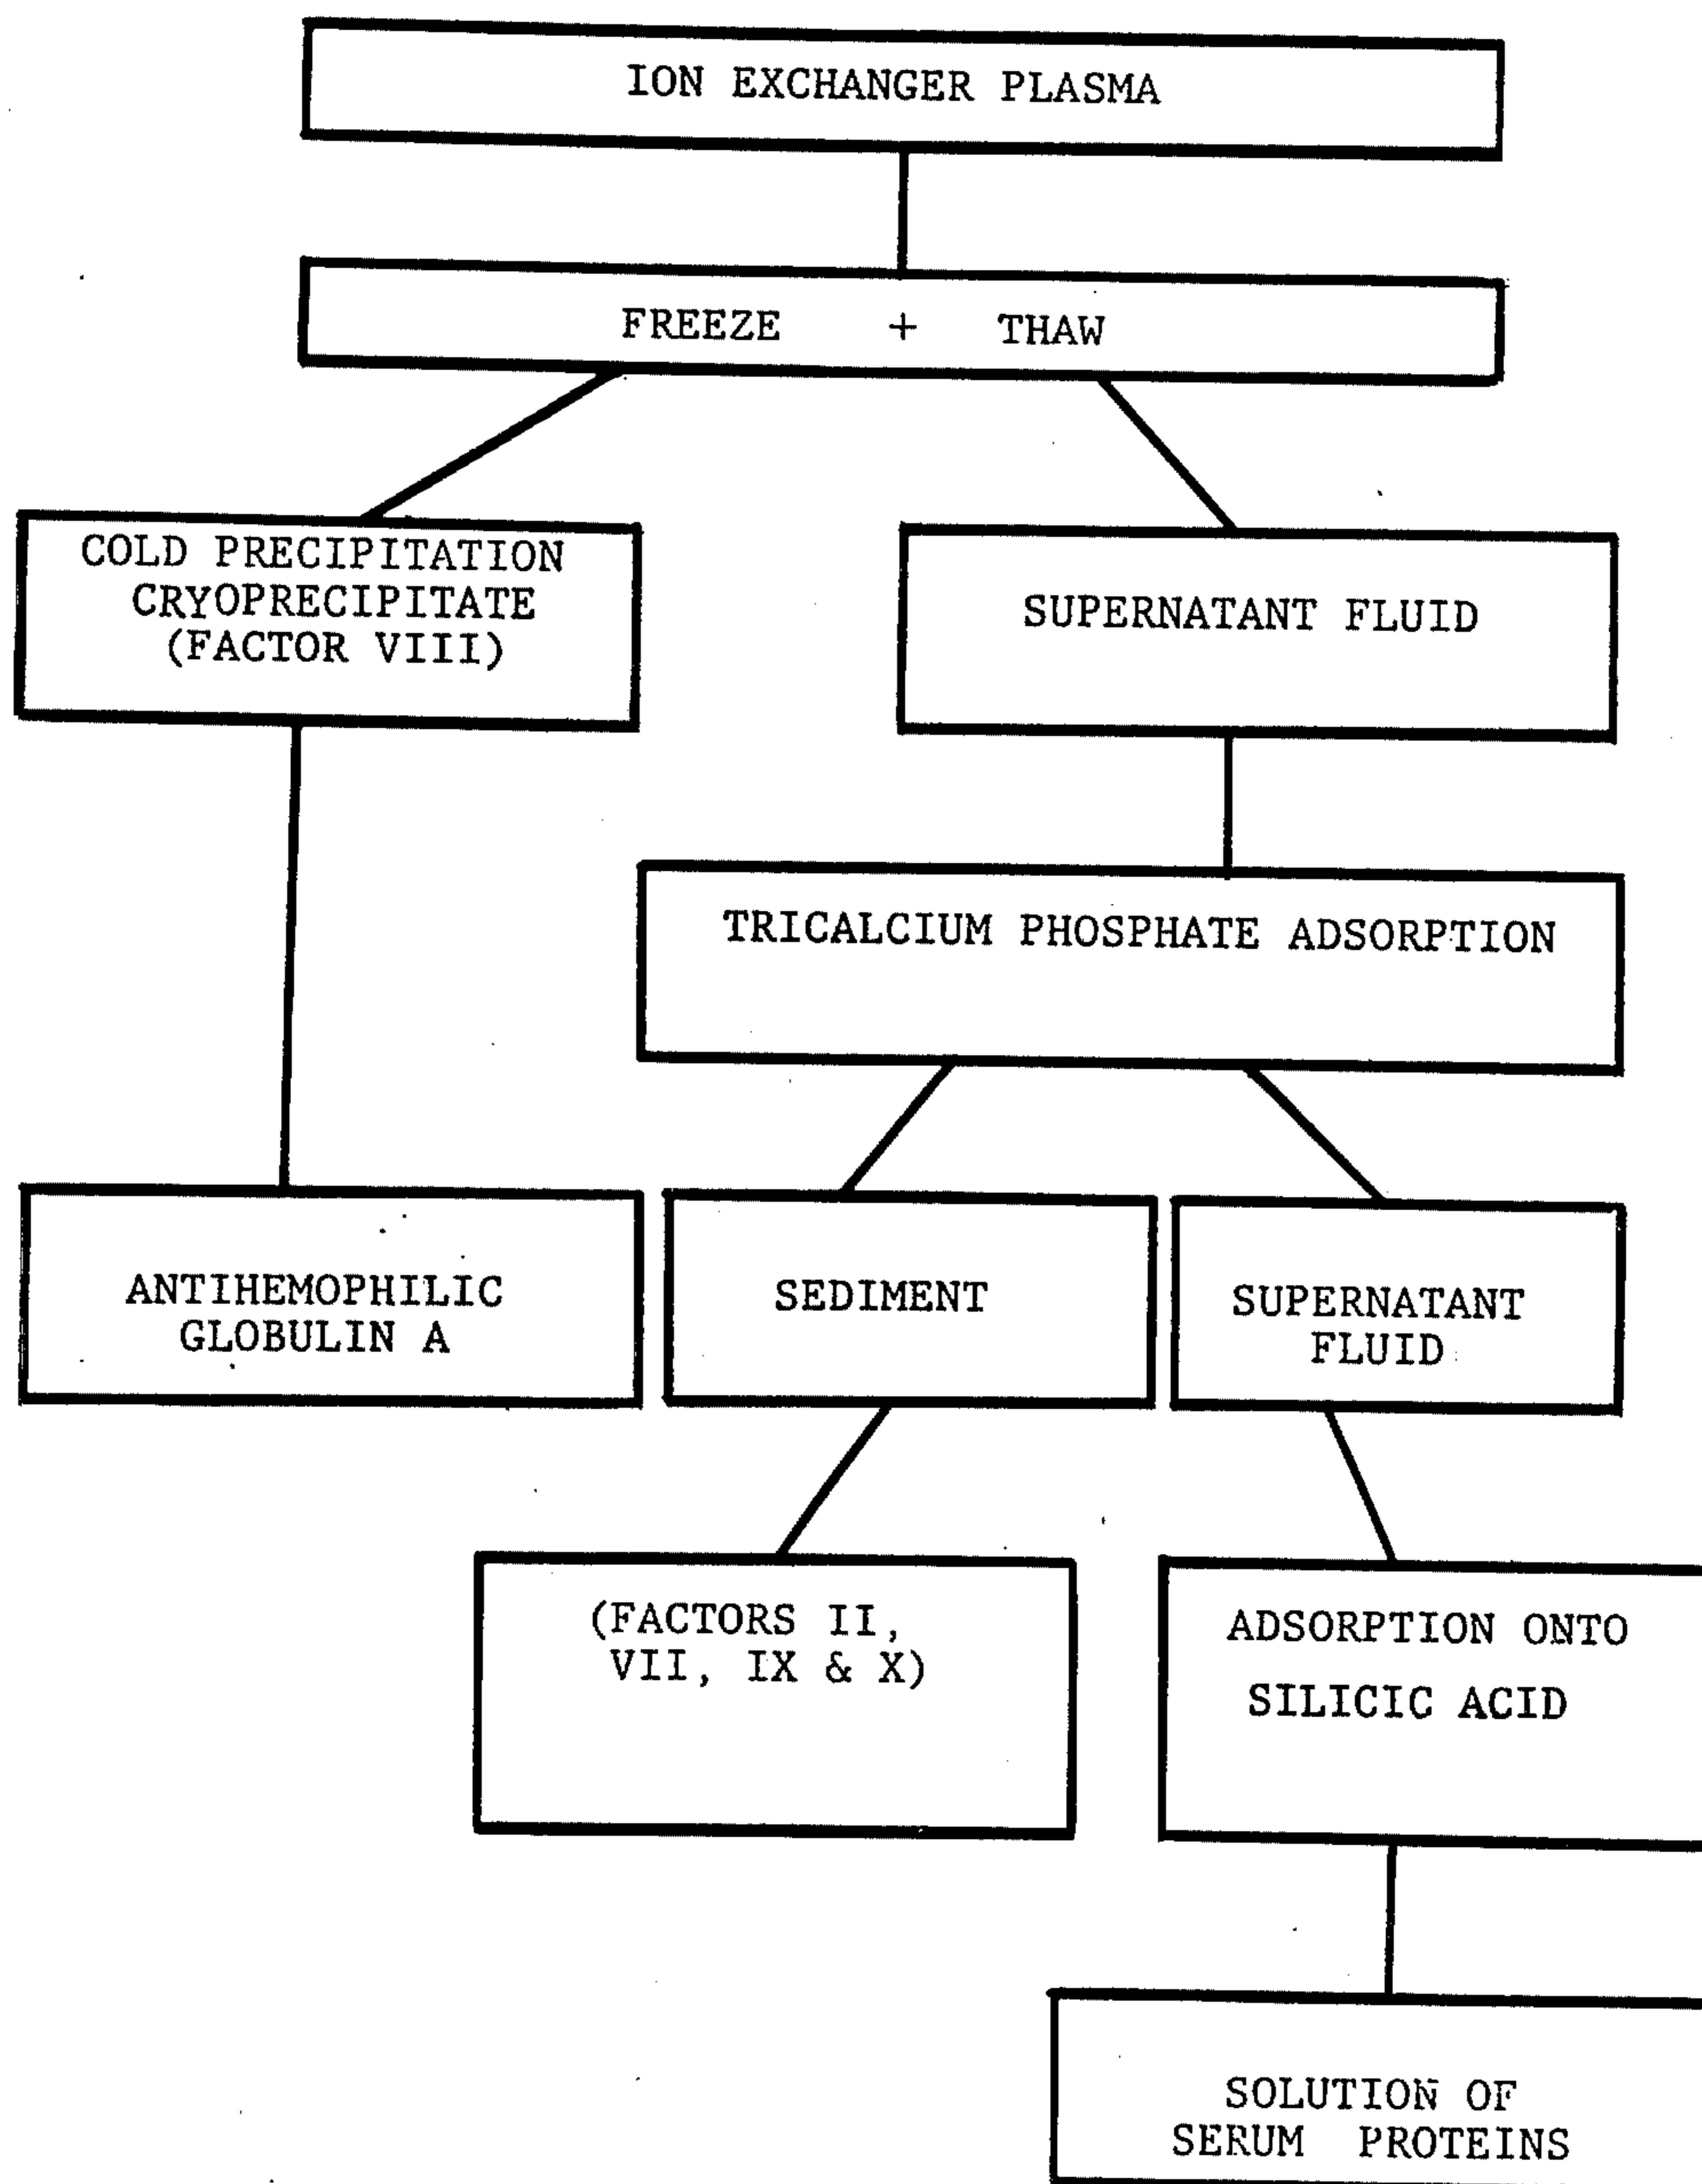 ION EXCHANGER PLASMA
FREEZE + THAW
COLD PRECIPITATION
CRYOPRECIPITATE
(FACTOR VIII)
SUPERNATANT FLUID
TRICALCIUM PHOSPHATE ADSORPTION
ANTIHEMOPHILIC
GLOBULIN A
SEDIMENT
SUPERNATANT
FLUID
(FACTORS II,
VII, IX & X)
ADSORPTION ONTO
SILICIC ACID
SOLUTION OF
SERUM PROTEINS